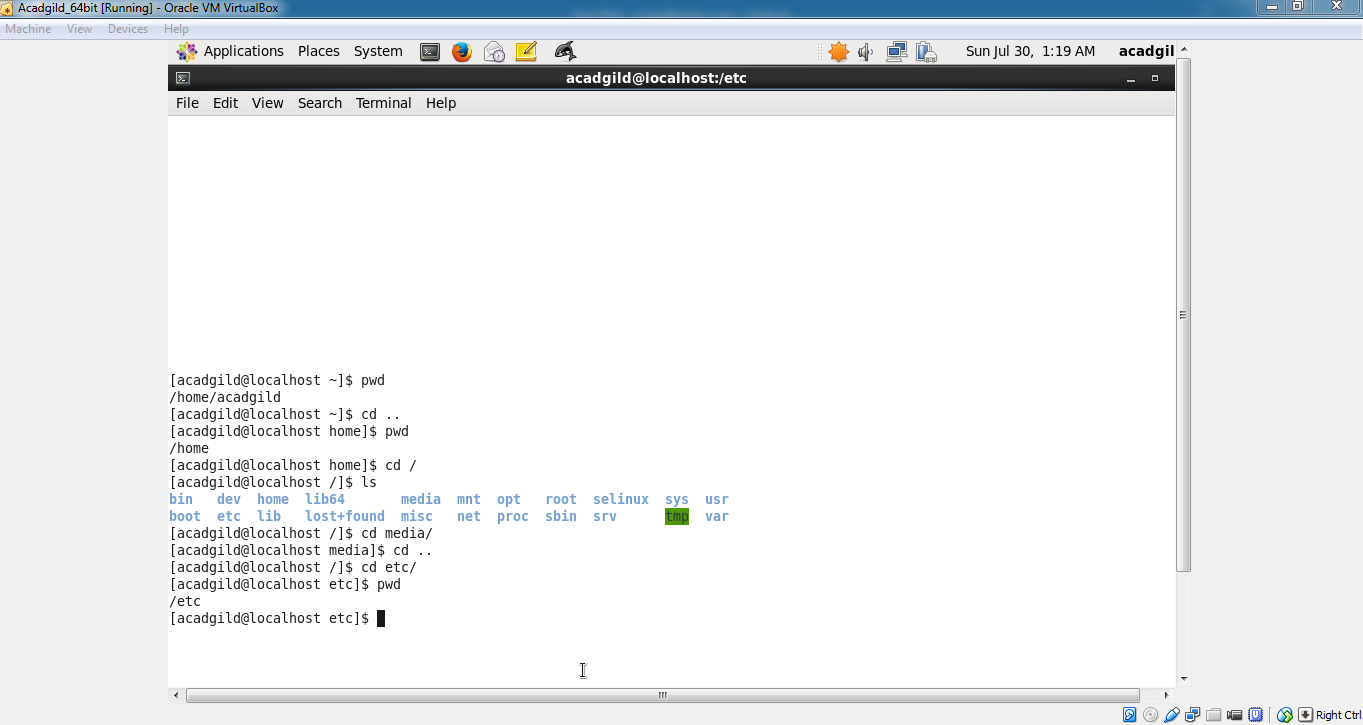 Acadgild_64bit [Running] - Oracle VM VirtualBox
Machine View Devices Help
Applications Places System Sun Jul 30, 1:19 AM acadgil
acadgild@localhost:/etc
File Edit View Search Terminal Help
[acadgild@localhost ~]$ pwd
/home/acadgild
[acadgild@localhost ~]$ cd ..
[acadgild@localhost home]$ pwd
/home
[acadgild@localhost home]$ cd /
[acadgild@localhost /]$ ls
bin dev home lib64 media mnt opt root selinux sys usr
boot etc lib lost+found misc net proc sbin srv tmp var
[acadgild@localhost /]$ cd media/
[acadgild@localhost media]$ cd ..
[acadgild@localhost /]$ cd etc/
[acadgild@localhost etc]$ pwd
/etc
[acadgild@localhost etc]$
Right Ctrl